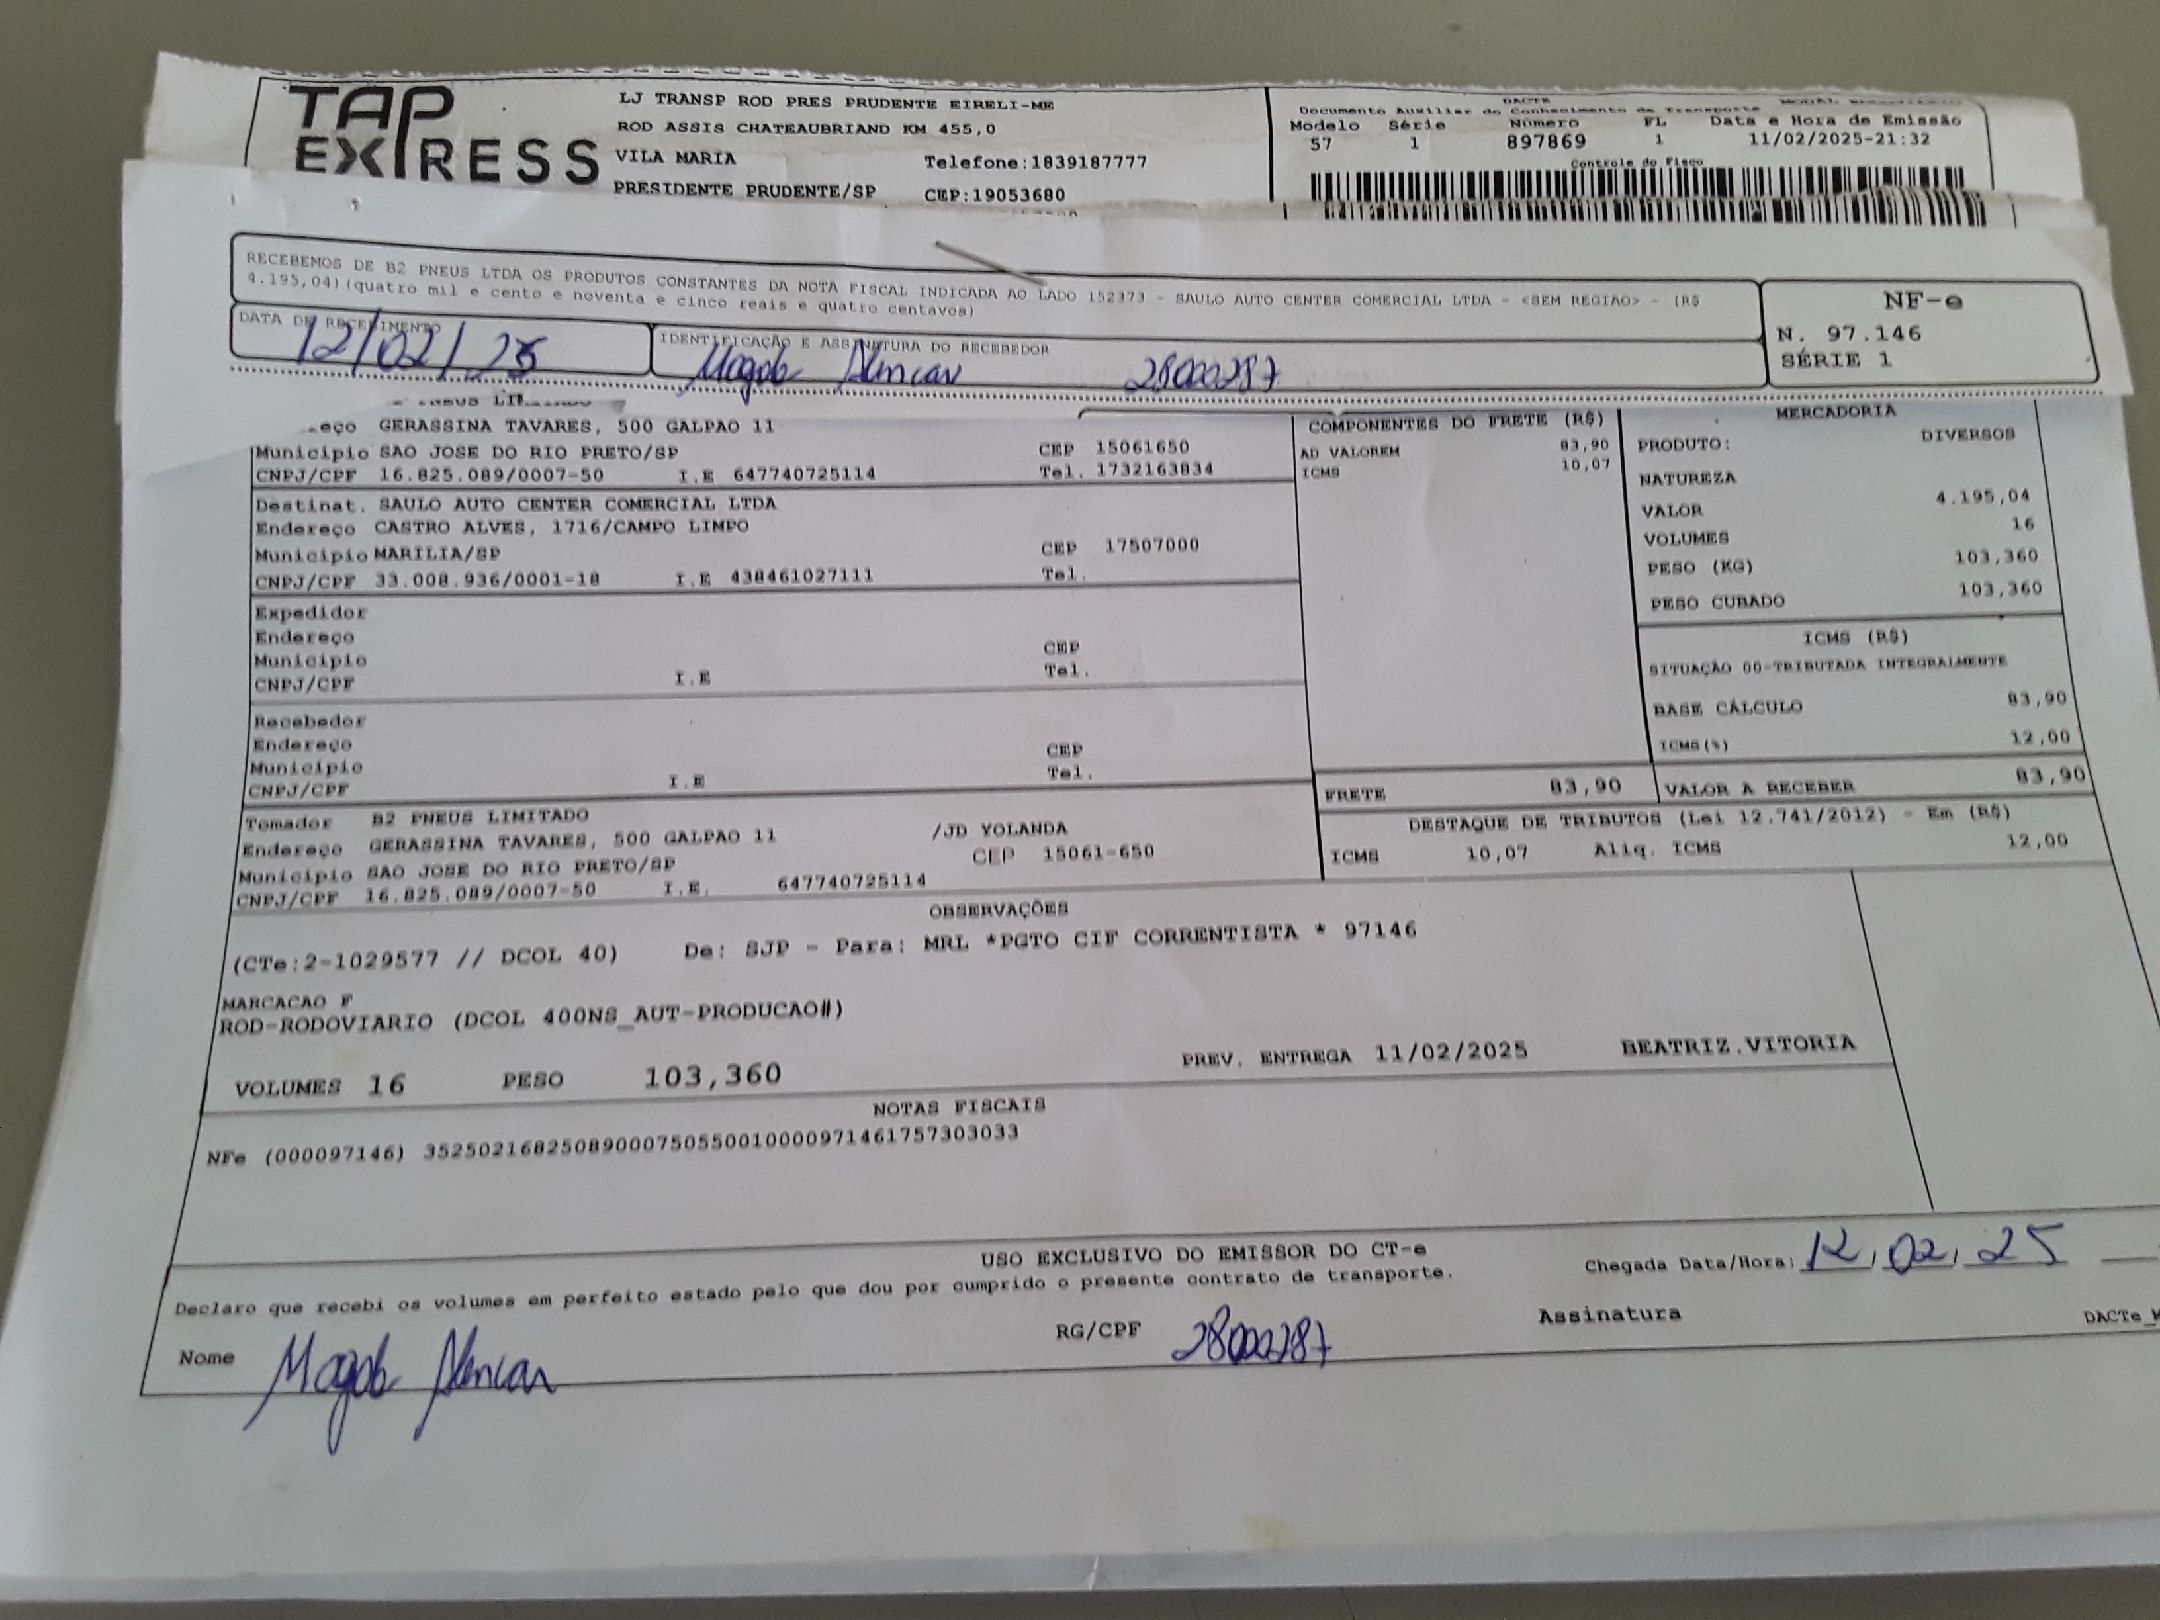 TAP EXPRESS
LJ TRANSP ROD PRES PRUDENTE EIRELI-ME
ROD ASSIS CHATEAUBRIAND KM 455,0
VILA MARIA Telefone:1839187777
PRESIDENTE PRUDENTE/SP CEP:19053680
DACTE
Documento Auxiliar do Conhecimento de Transporte
Modelo Série Número FL Data e Hora de Emissão
57 1 897869 1 11/02/2025-21:32
Controle do Fisco
RECEBEMOS DE B2 PNEUS LTDA OS PRODUTOS CONSTANTES DA NOTA FISCAL INDICADA AO LADO 152373 - SAULO AUTO CENTER COMERCIAL LTDA - <SEM REGIAO> - (R$
4.195,04)(quatro mil e cento e noventa e cinco reais e quatro centavos)
DATA DE RECEBIMENTO
12/02/25
IDENTIFICAÇÃO E ASSINATURA DO RECEBEDOR
28000287
NF-e
N. 97.146
SÉRIE 1
GERASSINA TAVARES, 500 GALPAO 11
Municipio SAO JOSE DO RIO PRETO/SP CEP 15061650
CNPJ/CPF 16.825.089/0007-50 I.E 647740725114 Tel. 1732163834
Destinat. SAULO AUTO CENTER COMERCIAL LTDA
Endereço CASTRO ALVES, 1716/CAMPO LIMPO
Municipio MARILIA/SP CEP 17507000
CNPJ/CPF 33.008.936/0001-18 I.E 438461027111 Tel.
Expedidor
Endereço
Municipio CEP
CNPJ/CPF I.E Tel.
Recebedor
Endereço
Municipio CEP
CNPJ/CPF I.E Tel.
Tomador B2 PNEUS LIMITADO
Endereço GERASSINA TAVARES, 500 GALPAO 11 /JD YOLANDA
Municipio SAO JOSE DO RIO PRETO/SP CEP 15061-650
CNPJ/CPF 16.825.089/0007-50 I.E. 647740725114
COMPONENTES DO FRETE (R$)
AD VALOREM 83,90
ICMS 10,07
FRETE 83,90
MERCADORIA
PRODUTO: DIVERSOS
NATUREZA
VALOR 4.195,04
VOLUMES 16
PESO (KG) 103,360
PESO CUBADO 103,360
ICMS (R$)
SITUAÇÃO 00-TRIBUTADA INTEGRALMENTE
BASE CÁLCULO 83,90
ICMS(%) 12,00
VALOR A RECEBER 83,90
DESTAQUE DE TRIBUTOS (Lei 12.741/2012) - Em (R$)
ICMS 10,07 Aliq. ICMS 12,00
OBSERVAÇÕES
(CTe:2-1029577 // DCOL 40) De: SJP - Para: MRL *PGTO CIF CORRENTISTA * 97146
MARCACAO F
ROD-RODOVIARIO (DCOL 400NS_AUT-PRODUCAO#)
VOLUMES 16 PESO 103,360 PREV. ENTREGA 11/02/2025 BEATRIZ.VITORIA
NOTAS FISCAIS
NFe (000097146) 35250216825089000750550010000971461757303033
USO EXCLUSIVO DO EMISSOR DO CT-e
Declaro que recebi os volumes em perfeito estado pelo que dou por cumprido o presente contrato de transporte.
Chegada Data/Hora: 12,02,25
Nome
RG/CPF 28000287
Assinatura